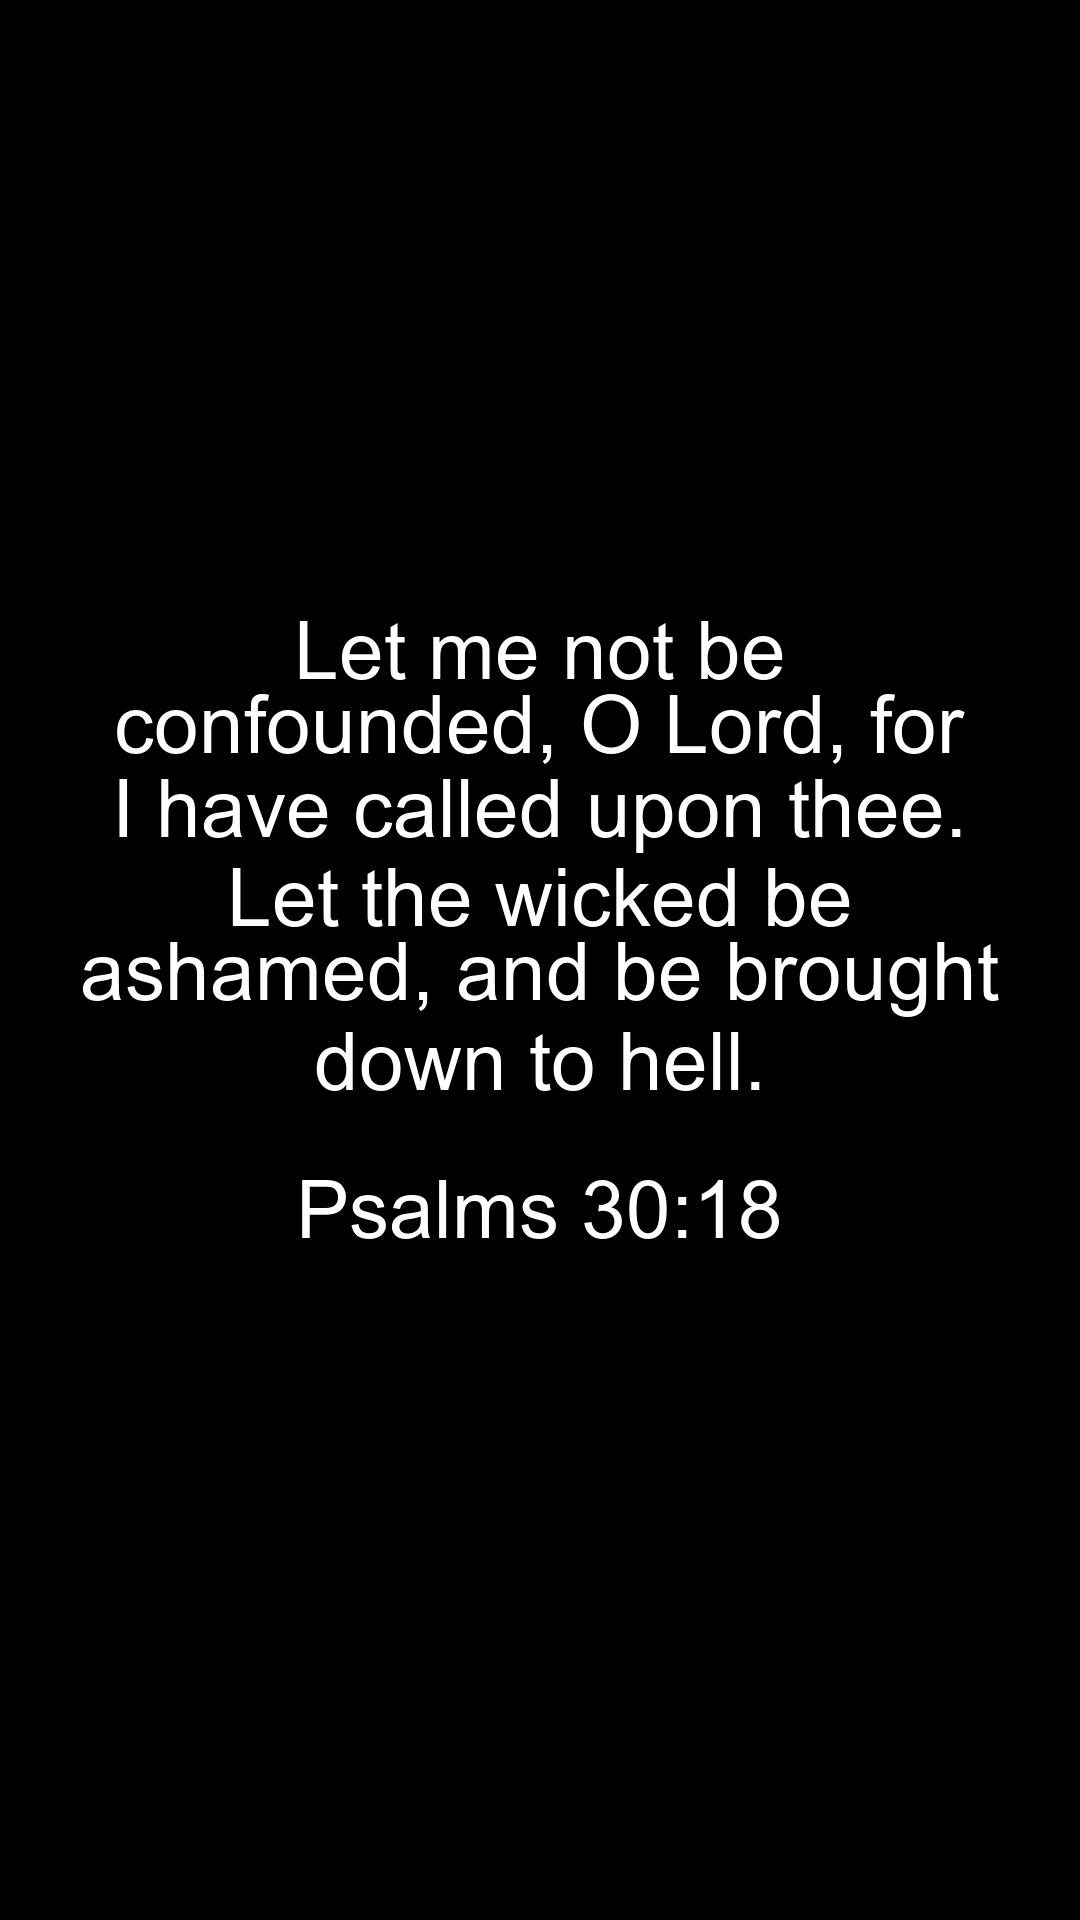 Let me not be
confounded, O Lord, for
I have called upon thee.
Let the wicked be
ashamed, and be brought
down to hell.
Psalms 30:18